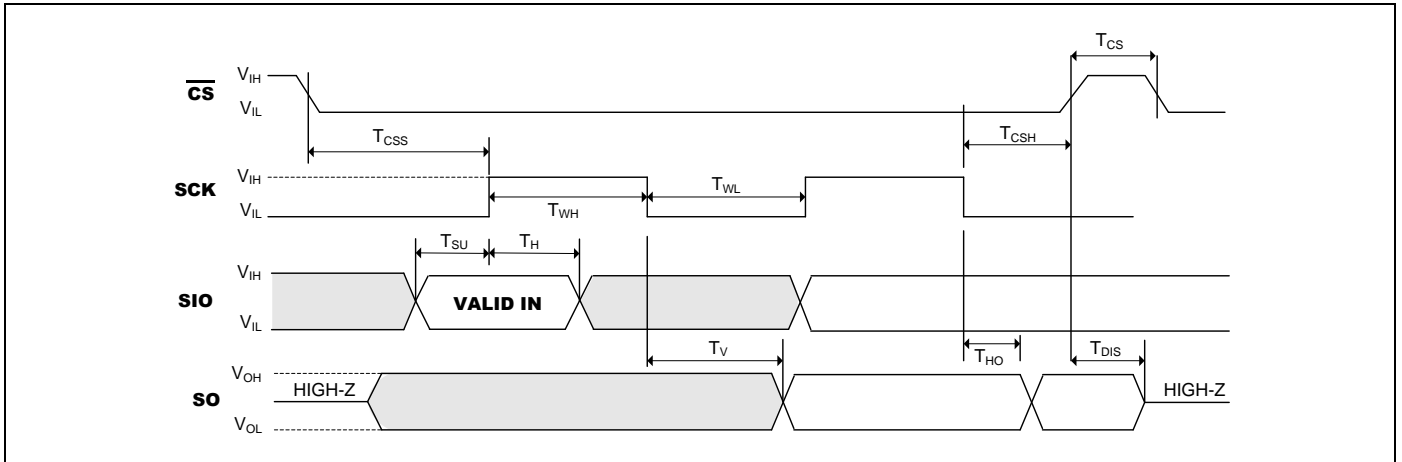 T_CS
V_IH
CS
V_IL
T_CSS
T_CSH
V_IH
SCK
T_WL
V_IL
T_WH
T_SU
T_H
V_IH
SIO
VALID IN
V_IL
T_V
T_HO
T_DIS
V_OH
HIGH-Z
HIGH-Z
SO
V_OL